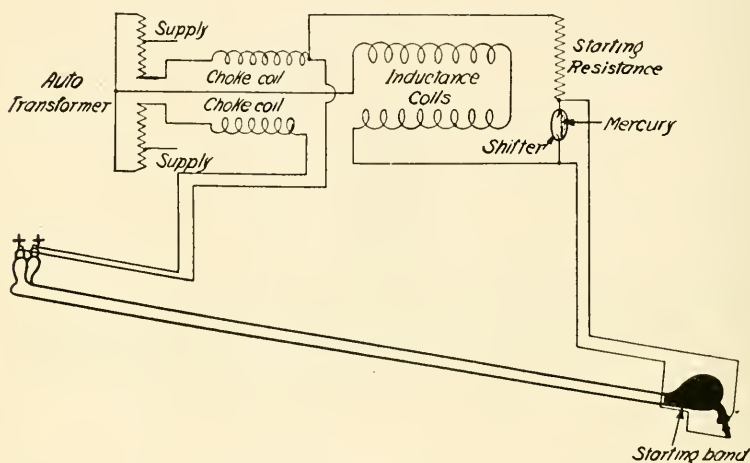 Supply
Auto
Transformer
Choke coil
Choke coil
Supply
Inductance
Coils
Starting
Resistance
Mercury
Shifter
+ +
Starting band